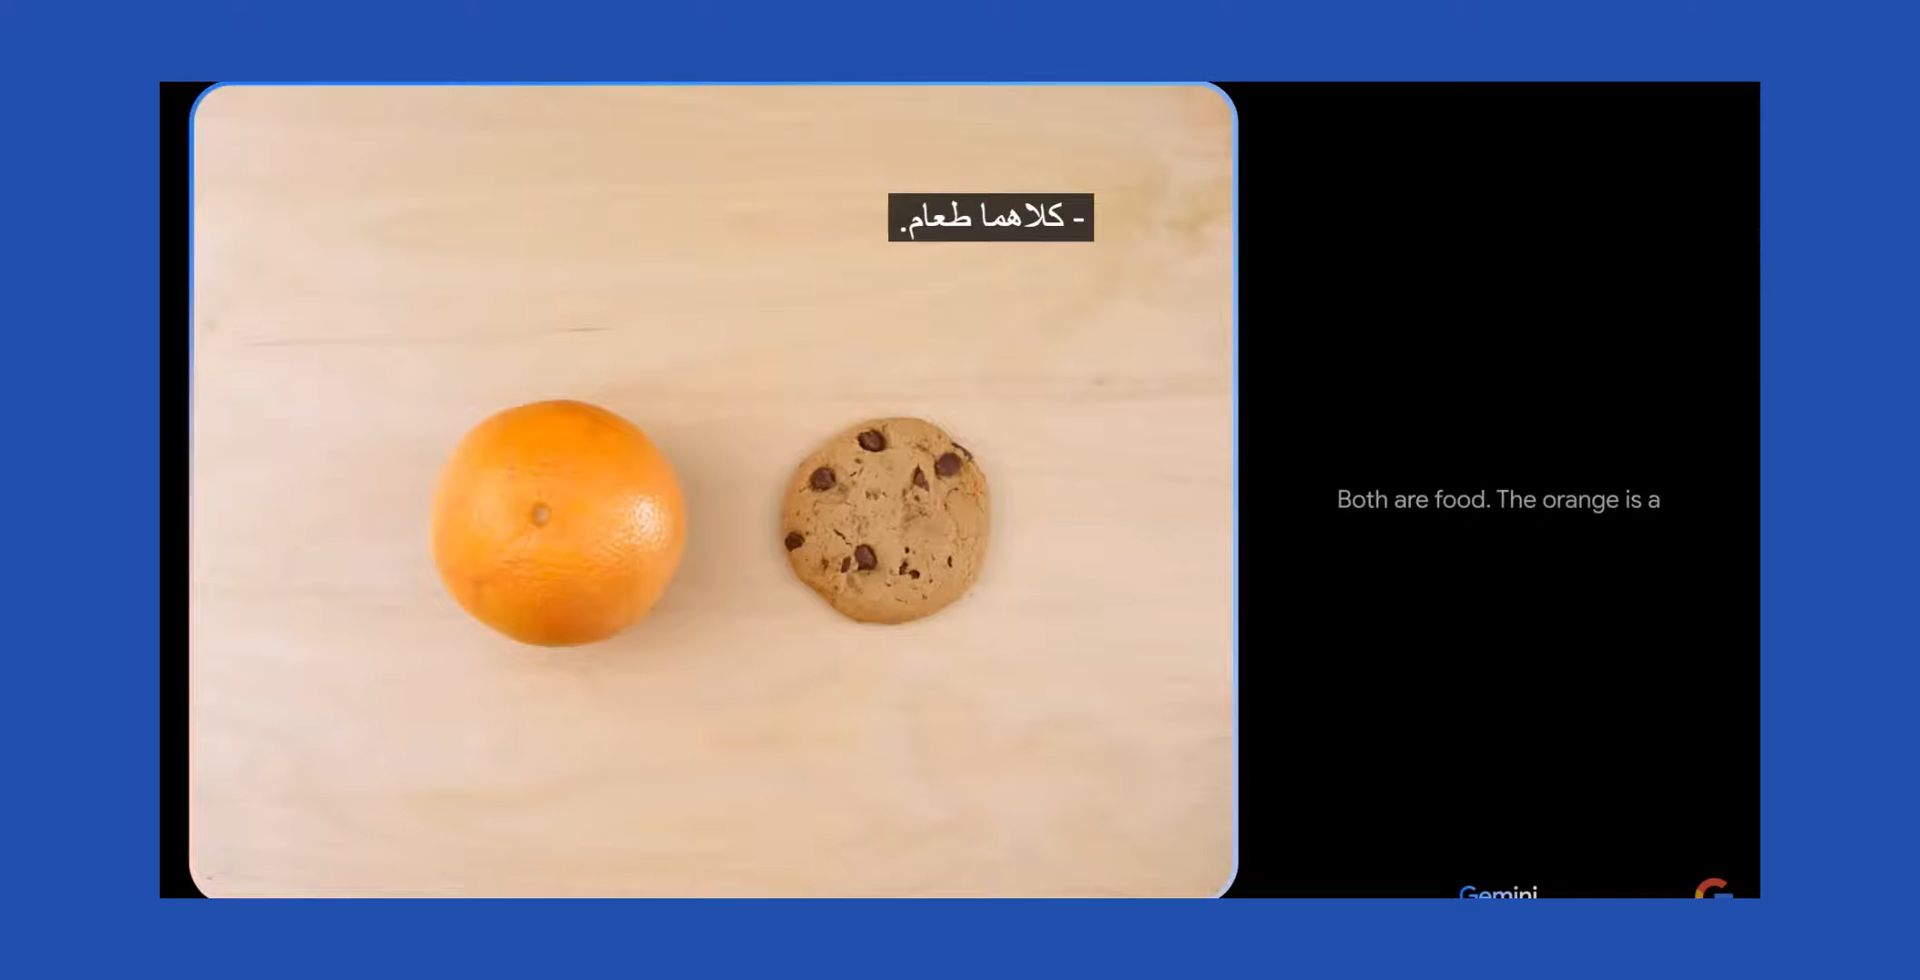 - كلاهما طعام.
Both are food. The orange is a
Gemini